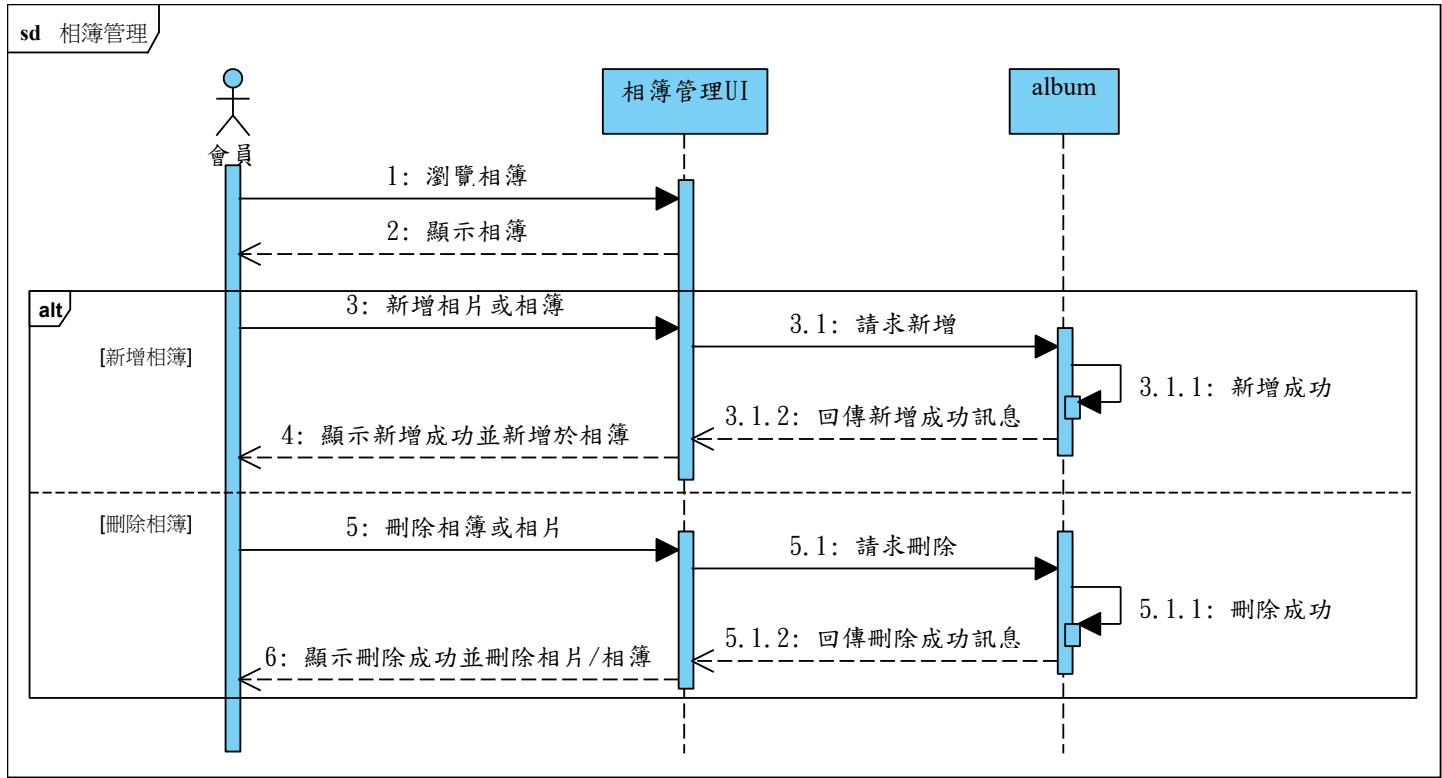 sd 相簿管理
會員
相簿管理UI
album
1: 瀏覽相簿
2: 顯示相簿
alt
3: 新增相片或相簿
3.1: 請求新增
[新增相簿]
3.1.1: 新增成功
3.1.2: 回傳新增成功訊息
4: 顯示新增成功並新增於相簿
[刪除相簿]
5: 刪除相簿或相片
5.1: 請求刪除
5.1.1: 刪除成功
5.1.2: 回傳刪除成功訊息
6: 顯示刪除成功並刪除相片/相簿